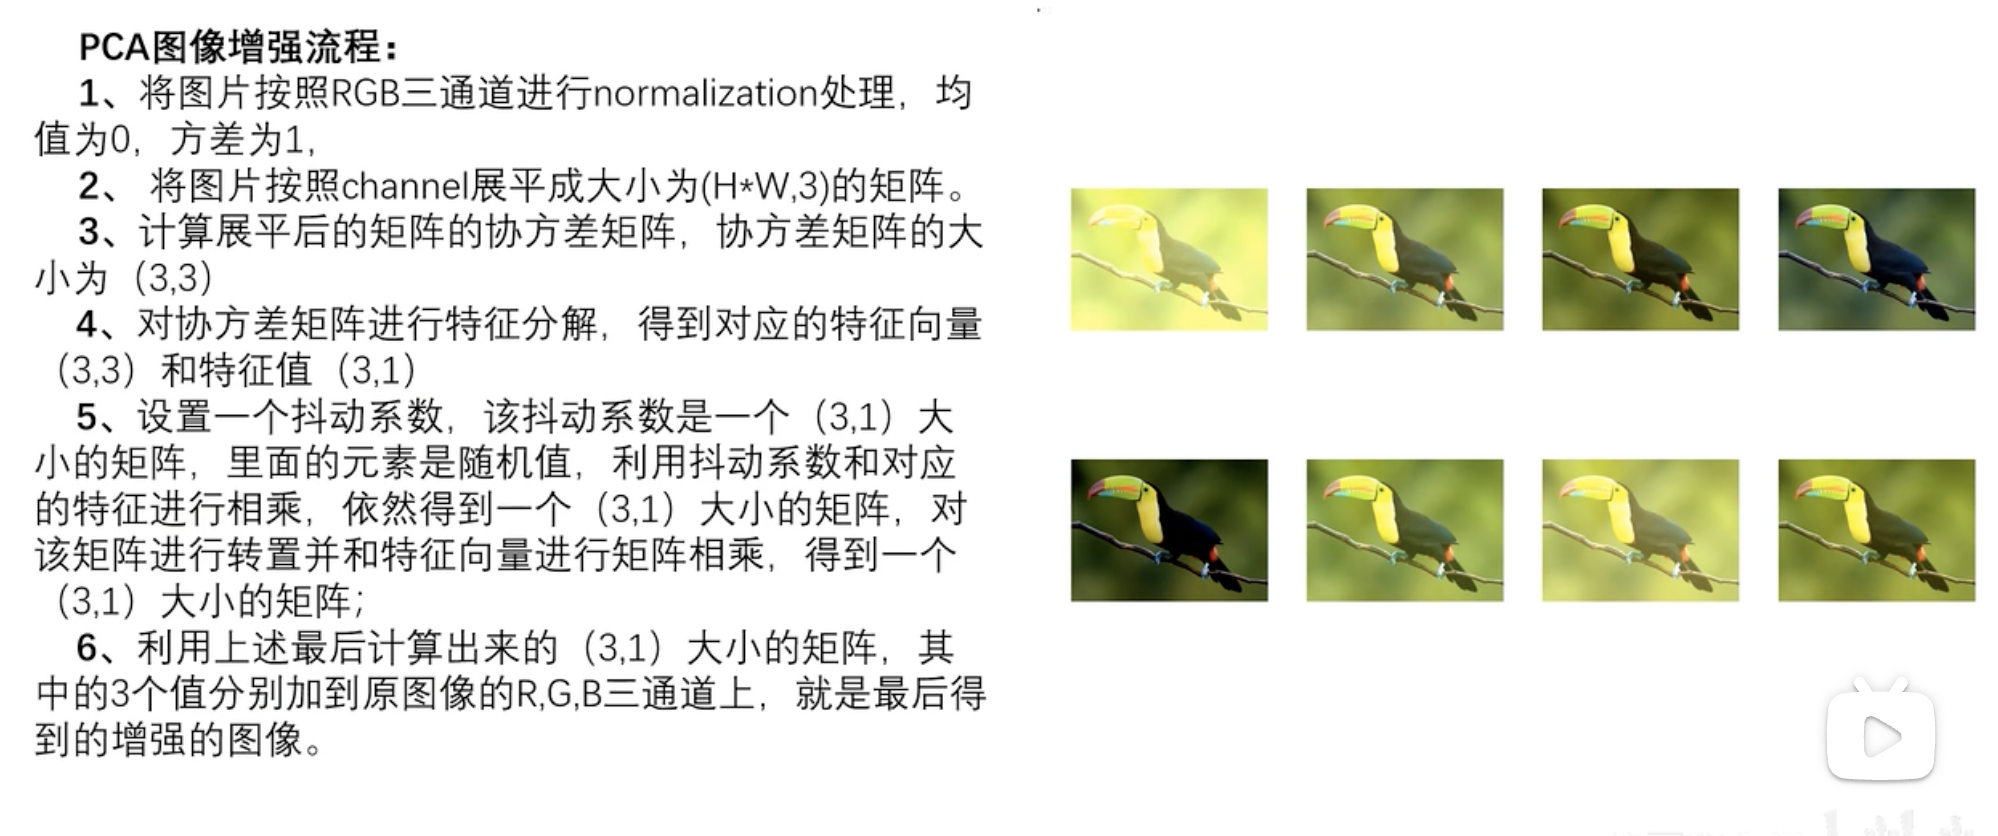 PCA图像增强流程：
1、将图片按照RGB三通道进行normalization处理，均
值为0，方差为1，
2、 将图片按照channel展平成大小为(H*W,3)的矩阵。
3、计算展平后的矩阵的协方差矩阵，协方差矩阵的大
小为（3,3）
4、对协方差矩阵进行特征分解，得到对应的特征向量
（3,3）和特征值（3,1）
5、设置一个抖动系数，该抖动系数是一个（3,1）大
小的矩阵，里面的元素是随机值，利用抖动系数和对应
的特征进行相乘，依然得到一个（3,1）大小的矩阵，对
该矩阵进行转置并和特征向量进行矩阵相乘，得到一个
（3,1）大小的矩阵；
6、利用上述最后计算出来的（3,1）大小的矩阵，其
中的3个值分别加到原图像的R,G,B三通道上，就是最后得
到的增强的图像。